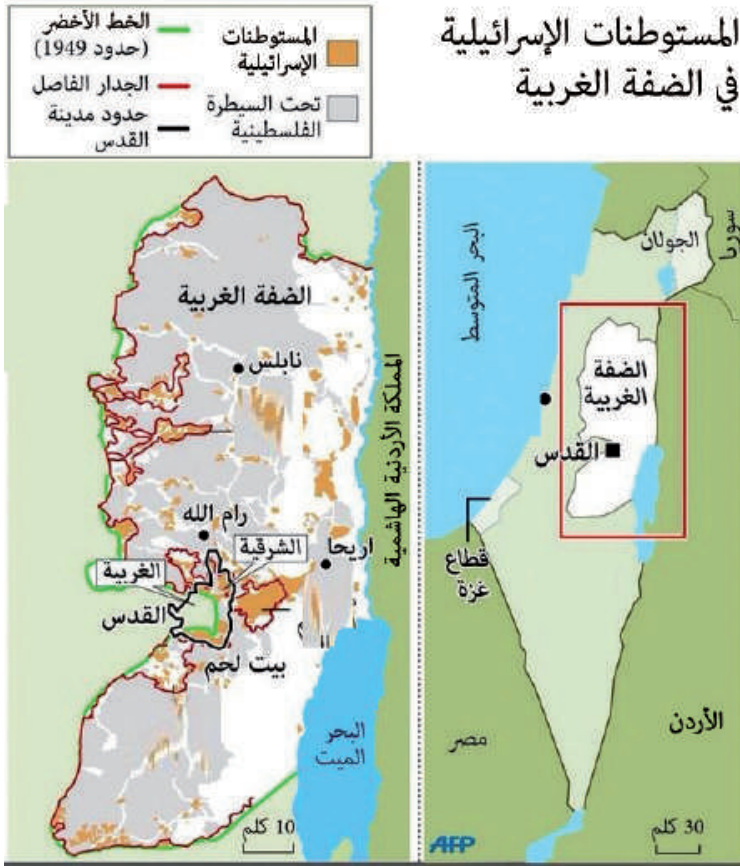 المستوطنات الإسرائيلية
في الضفة الغربية
المستوطنات
الإسرائيلية
تحت السيطرة
الفلسطينية
الخط الأخضر
(حدود 1949)
الجدار الفاصل
حدود مدينة
القدس
سوريا
الجولان
البحر المتوسط
الضفة
الغربية
القدس
قطاع
غزة
الأردن
مصر
30 كلم
AFP
الضفة الغربية
نابلس
المملكة الأردنية الهاشمية
رام الله
اريحا
الشرقية
الغربية
القدس
بيت لحم
البحر
الميت
10 كلم